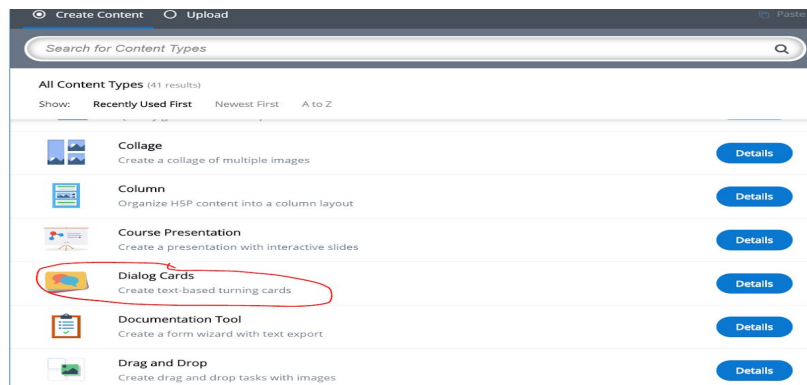 Create Content Upload Paste
Search for Content Types
All Content Types (41 results)
Show: Recently Used First Newest First A to Z
Collage
Create a collage of multiple images
Details
Column
Organize H5P content into a column layout
Details
Course Presentation
Create a presentation with interactive slides
Details
Dialog Cards
Create text-based turning cards
Details
Documentation Tool
Create a form wizard with text export
Details
Drag and Drop
Create drag and drop tasks with images
Details